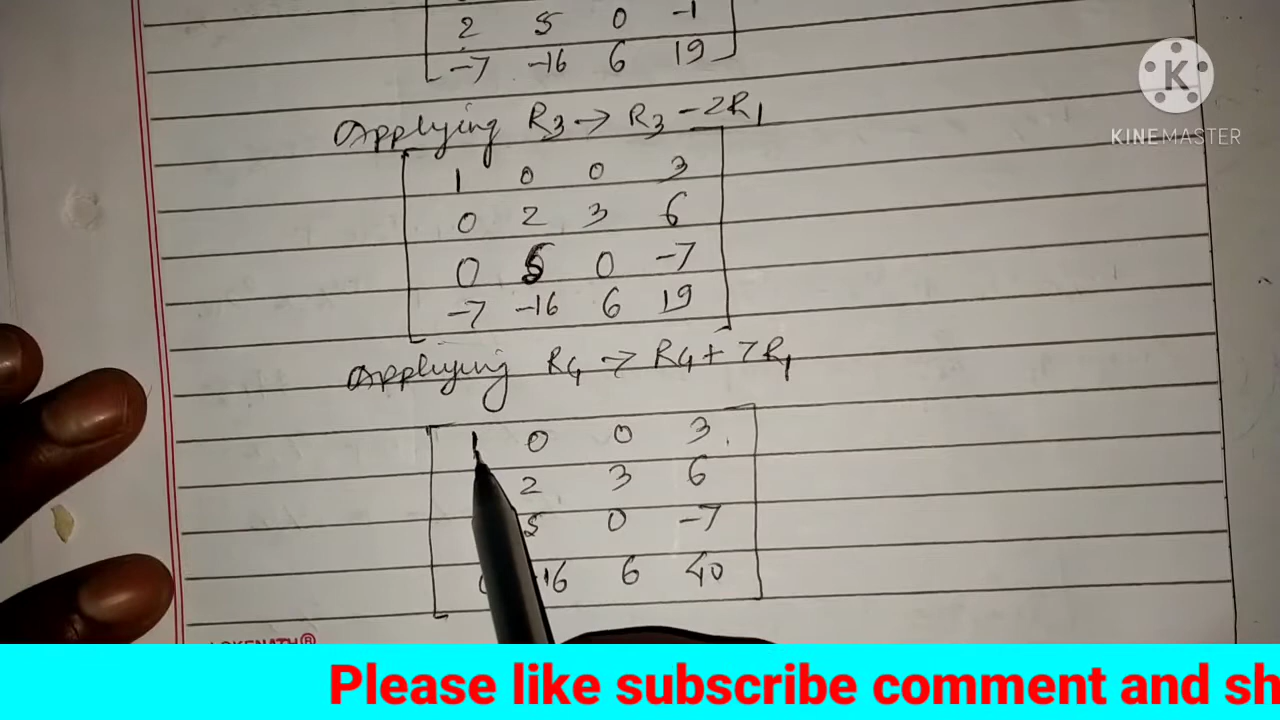 2 5 0 -1
-7 -16 6 19
K
KINEMASTER
Applying R3 → R3 - 2R1
1 0 0 3
0 2 3 6
0 5 0 -7
-7 -16 6 19
Applying R4 → R4 + 7R1
1 0 0 3
2 3 6
5 0 -7
-16 6 40
Please like subscribe comment and sh